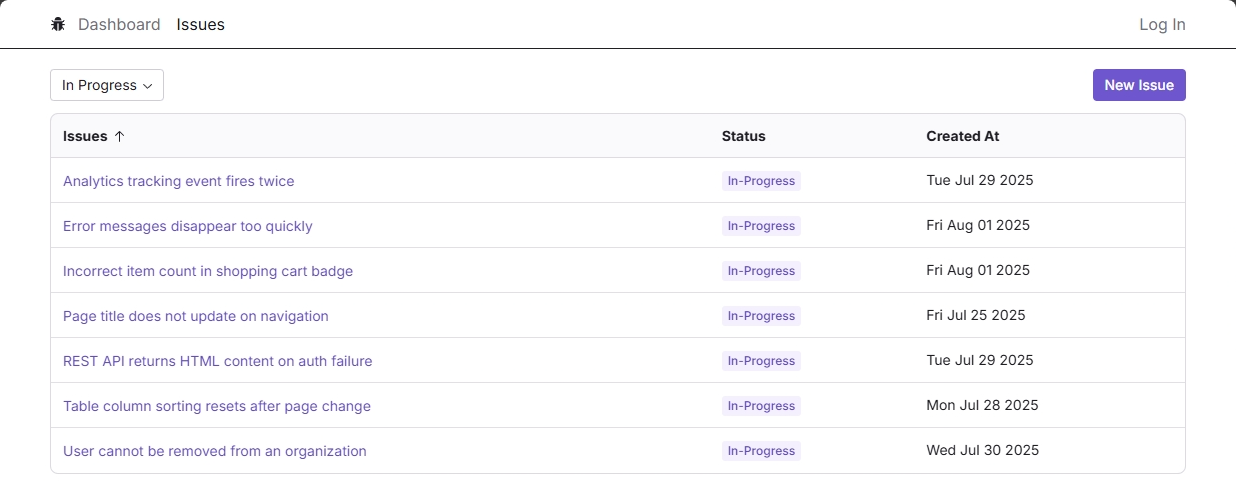 Dashboard Issues Log In
In Progress New Issue
Issues Status Created At
Analytics tracking event fires twice In-Progress Tue Jul 29 2025
Error messages disappear too quickly In-Progress Fri Aug 01 2025
Incorrect item count in shopping cart badge In-Progress Fri Aug 01 2025
Page title does not update on navigation In-Progress Fri Jul 25 2025
REST API returns HTML content on auth failure In-Progress Tue Jul 29 2025
Table column sorting resets after page change In-Progress Mon Jul 28 2025
User cannot be removed from an organization In-Progress Wed Jul 30 2025